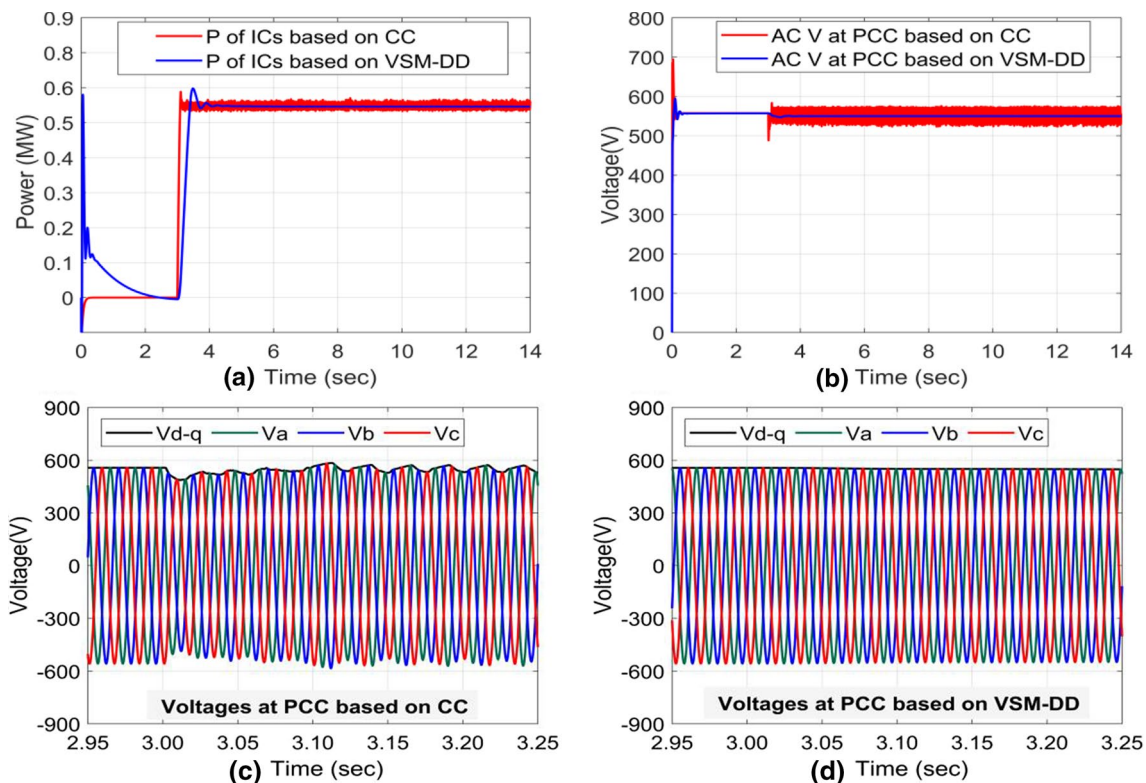 0.9
0.8
0.7
0.6
0.5
0.4
0.3
0.2
0.1
0
Power (MW)
P of ICs based on CC
P of ICs based on VSM-DD
0 2 4 6 8 10 12 14
(a) Time (sec)
800
700
600
500
400
300
200
100
0
Voltage(V)
AC V at PCC based on CC
AC V at PCC based on VSM-DD
0 2 4 6 8 10 12 14
(b) Time (sec)
900
600
300
0
-300
-600
-900
Voltage(V)
Vd-q Va Vb Vc
Voltages at PCC based on CC
2.95 3.00 3.05 3.10 3.15 3.20 3.25
(c) Time (sec)
900
600
300
0
-300
-600
-900
Voltage(V)
Vd-q Va Vb Vc
Voltages at PCC based on VSM-DD
2.95 3.00 3.05 3.10 3.15 3.20 3.25
(d) Time (sec)